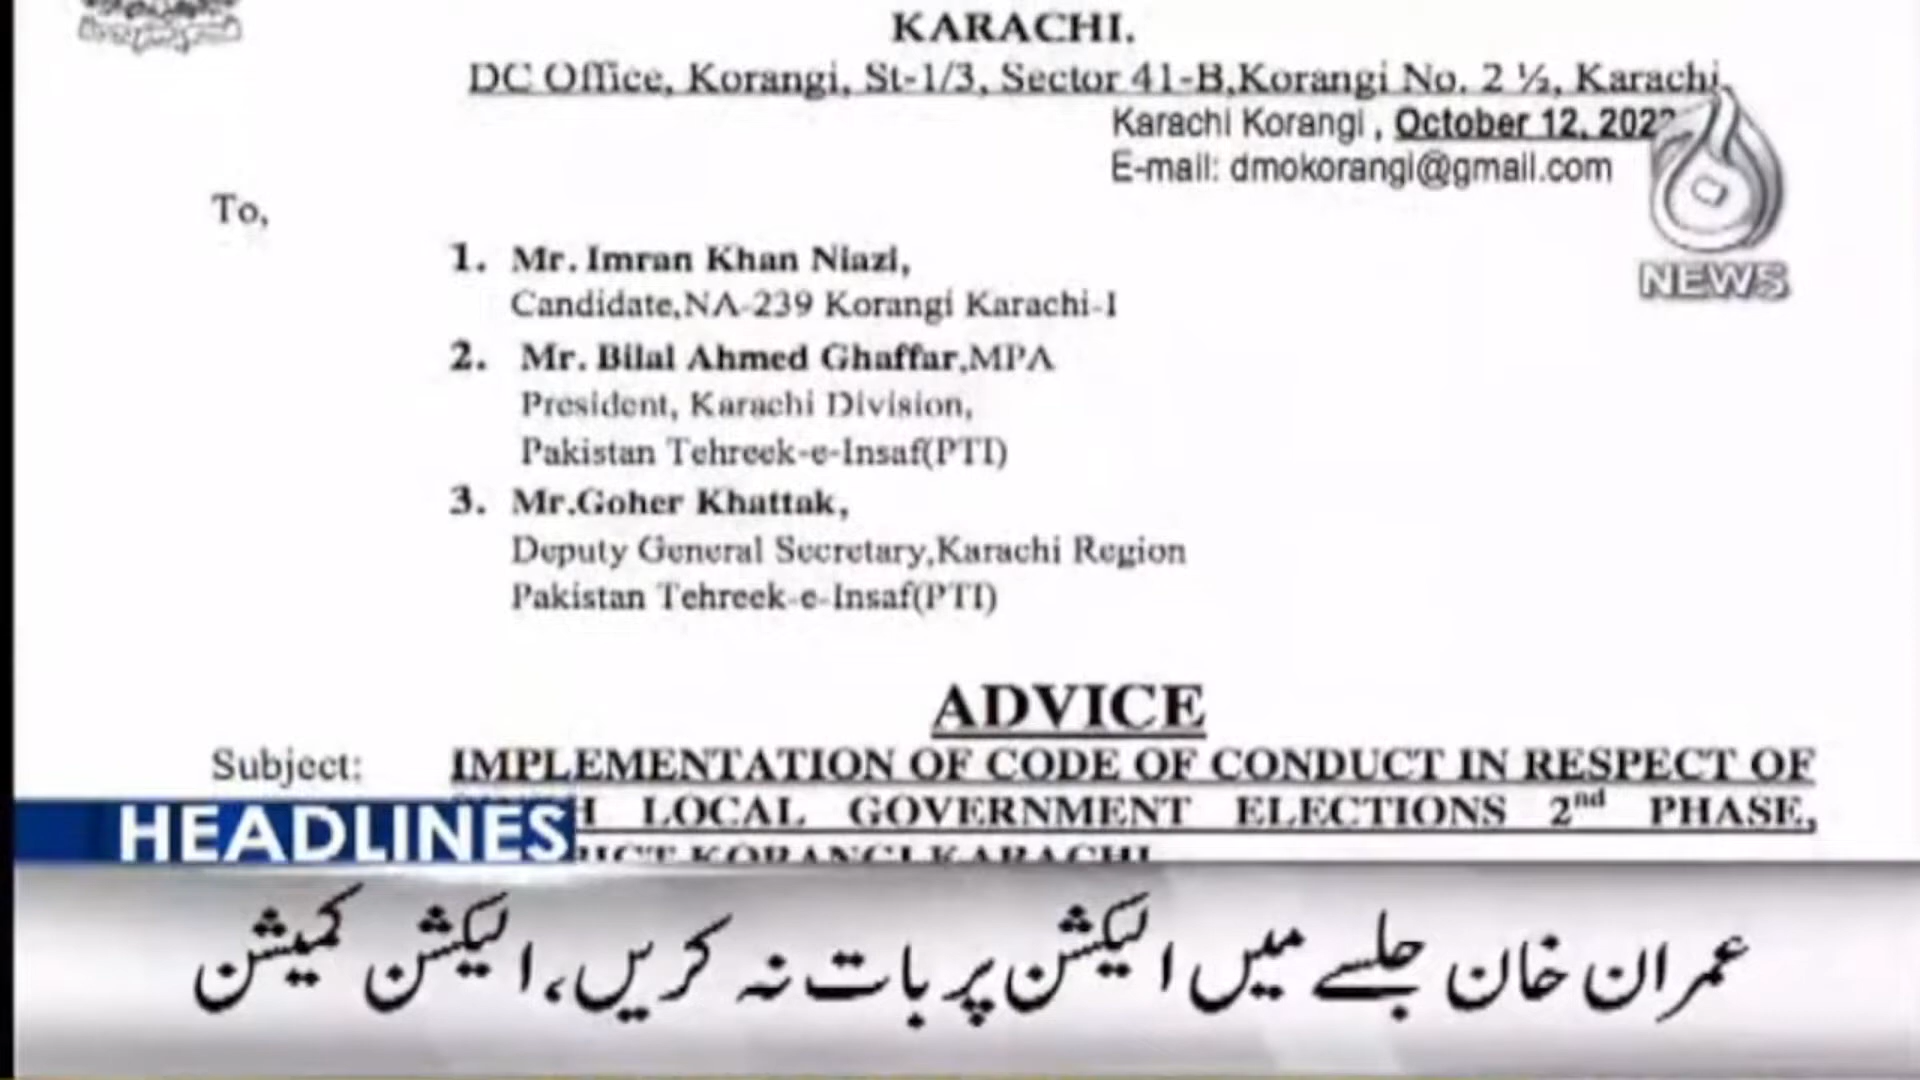 KARACHI.
DC Office, Korangi, St-1/3, Sector 41-B,Korangi No. 2 ½, Karachi.
Karachi Korangi , October 12, 202
E-mail: dmokorangi@gmail.com
NEWS
To,
1. Mr. Imran Khan Niazi,
Candidate,NA-239 Korangi Karachi-I
2. Mr. Bilal Ahmed Ghaffar,MPA
President, Karachi Division,
Pakistan Tehreek-e-Insaf(PTI)
3. Mr.Goher Khattak,
Deputy General Secretary,Karachi Region
Pakistan Tehreek-e-Insaf(PTI)
ADVICE
Subject: IMPLEMENTATION OF CODE OF CONDUCT IN RESPECT OF
LOCAL GOVERNMENT ELECTIONS 2nd PHASE,
KORANGI KARACHI
HEADLINES
عمران خان جلسے میں الیکشن پر بات نہ کریں، الیکشن کمیشن